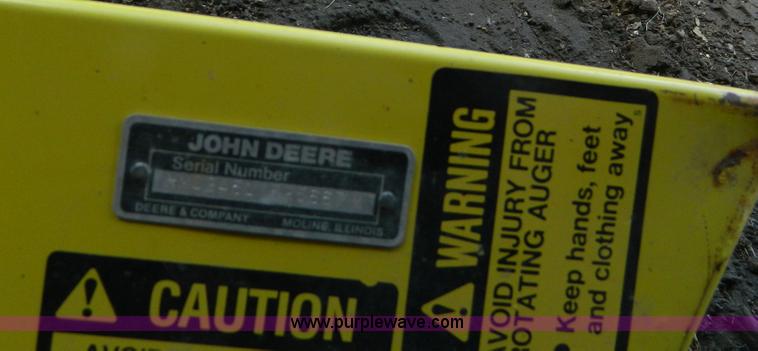 JOHN DEERE
Serial Number
DEERE & COMPANY MOLINE, ILLINOIS
CAUTION
WARNING
AVOID INJURY FROM
ROTATING AUGER
Keep hands, feet
and clothing away
www.purplewave.com